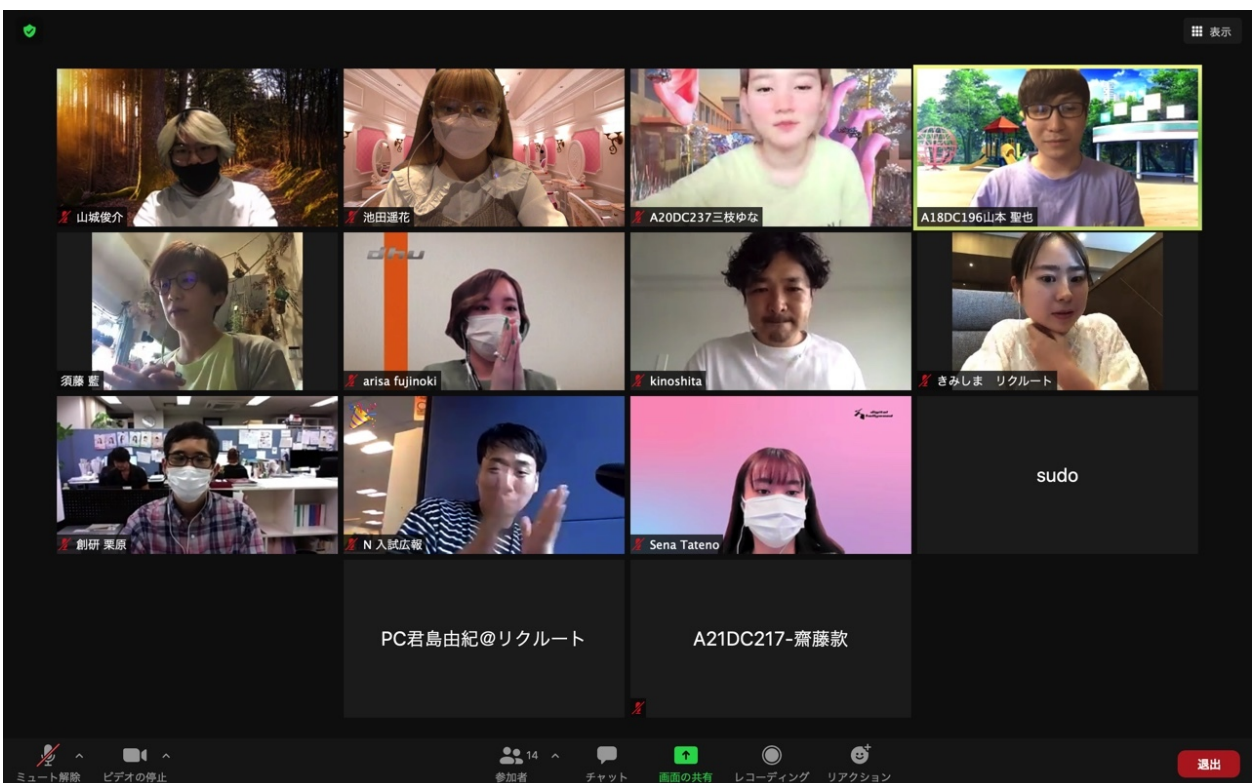 表示
山城俊介
池田遥花
A20DC237三枝ゆな
A18DC196山本 聖也
須藤 藍
dhu
arisa fujinoki
kinoshita
きみしま　リクルート
創研 栗原
N 入試広報
digital
hollywood
Sena Tateno
sudo
PC君島由紀@リクルート
A21DC217-齋藤款
ミュート解除
ビデオの停止
14
参加者
チャット
画面の共有
レコーディング
リアクション
退出